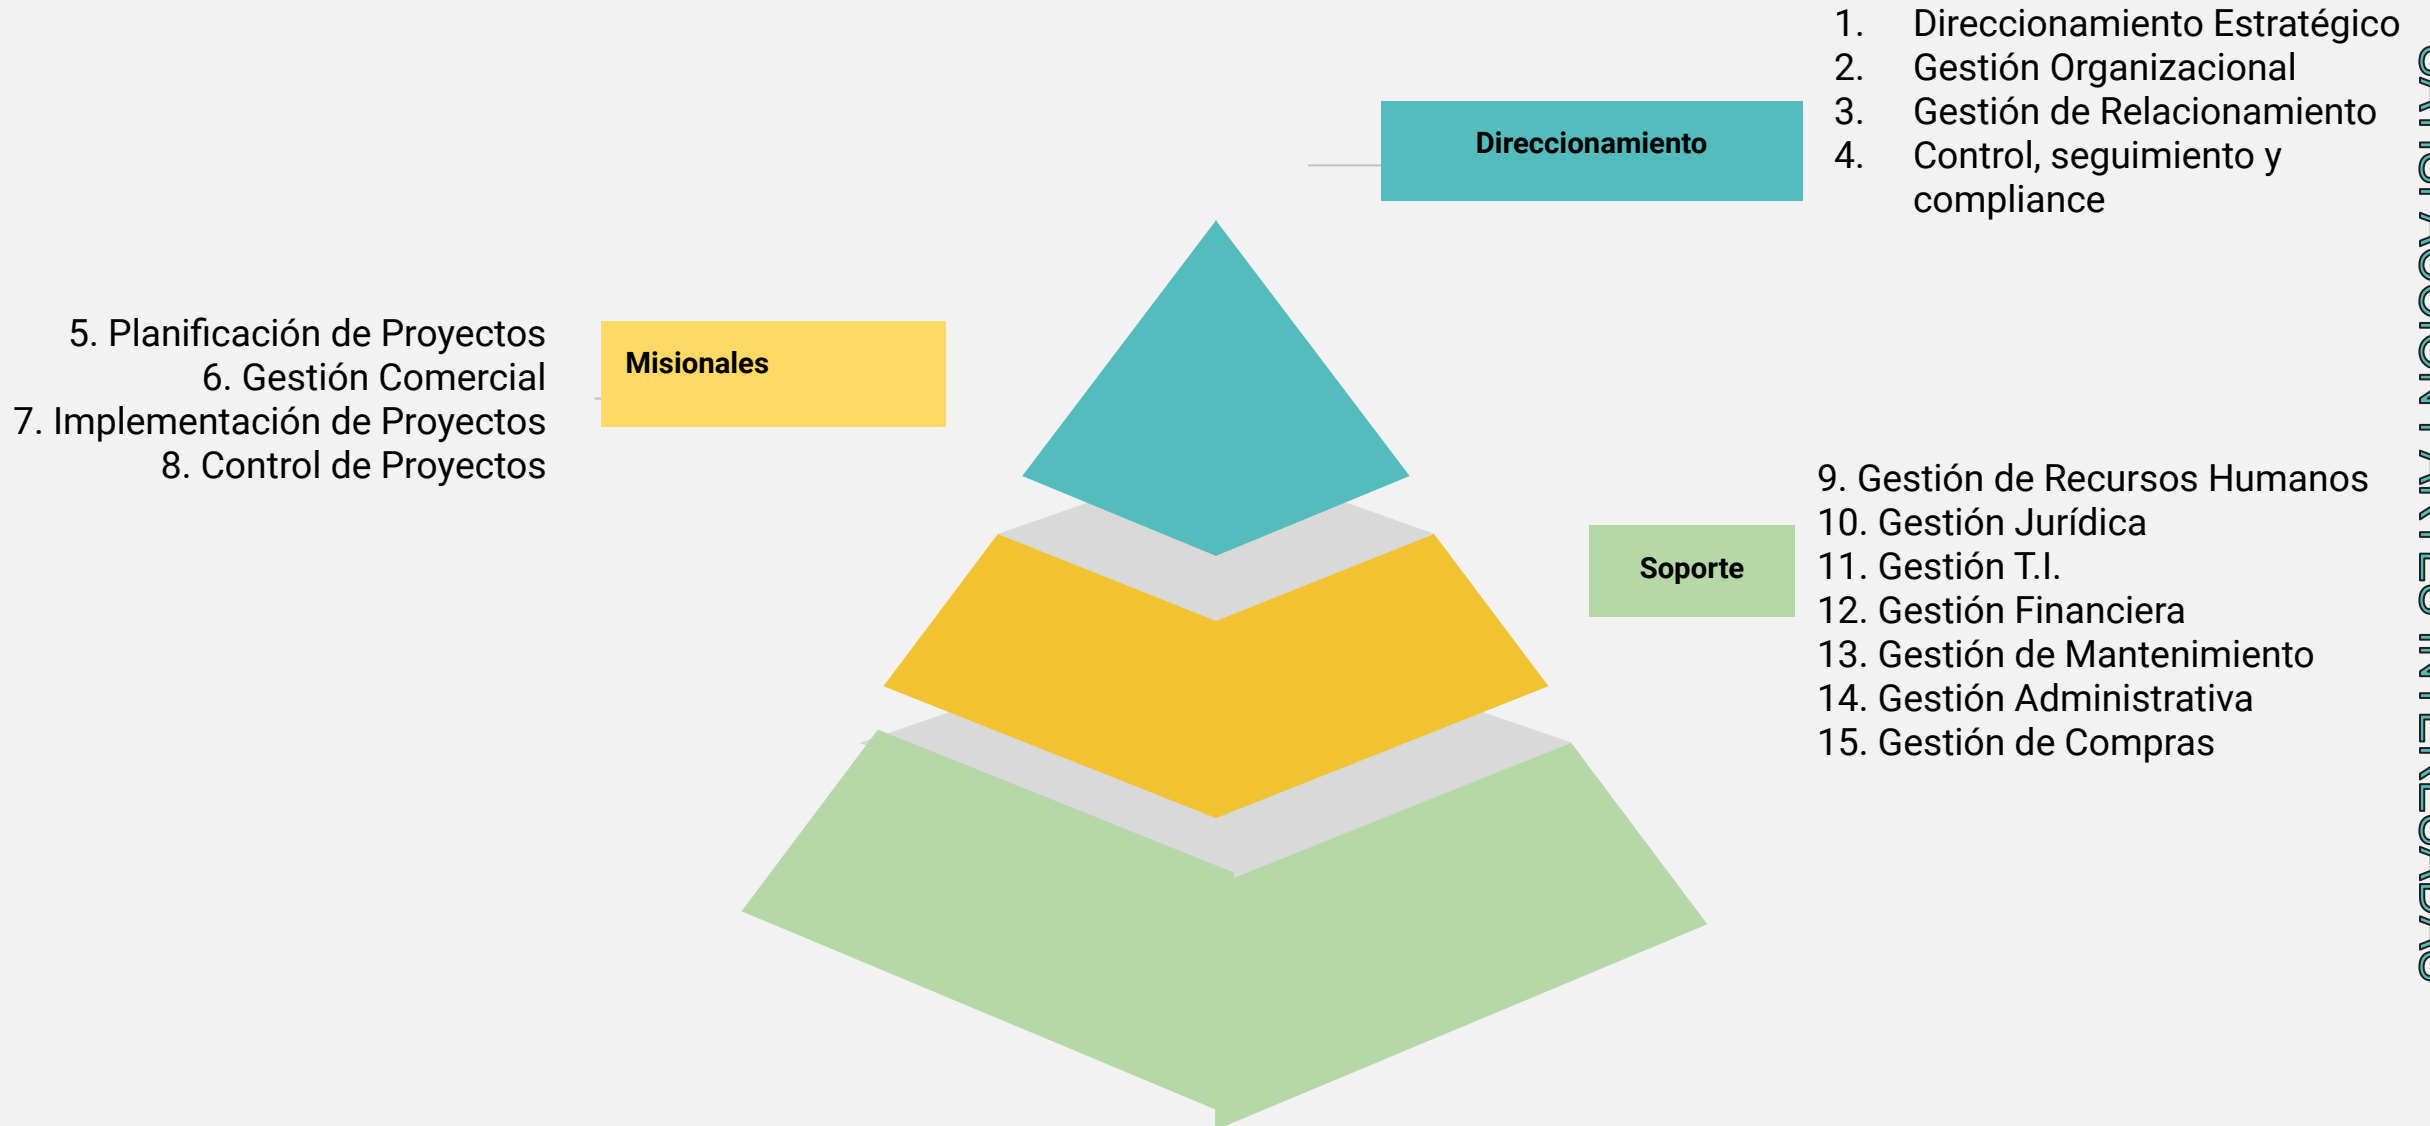 1. Direccionamiento Estratégico
2. Gestión Organizacional
3. Gestión de Relacionamiento
4. Control, seguimiento y
compliance
Direccionamiento
5. Planificación de Proyectos
6. Gestión Comercial
7. Implementación de Proyectos
8. Control de Proyectos
Misionales
Soporte
9. Gestión de Recursos Humanos
10. Gestión Jurídica
11. Gestión T.I.
12. Gestión Financiera
13. Gestión de Mantenimiento
14. Gestión Administrativa
15. Gestión de Compras